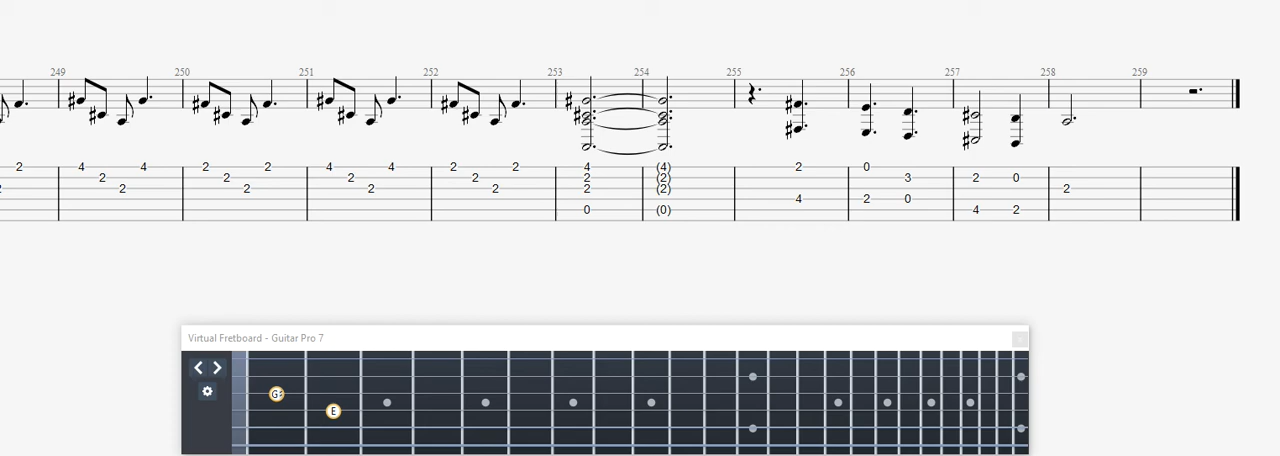 249 250 251 252 253 254 255 256 257 258 259
2 4 4 2 2 4 4 2 2 4 (4) 2 0
2 2 2 2 2 (2) 3 2 0
2 2 2 2 2 2 (2) 2
4 2 0
0 (0) 4 2
Virtual Fretboard - Guitar Pro 7
G♯
E